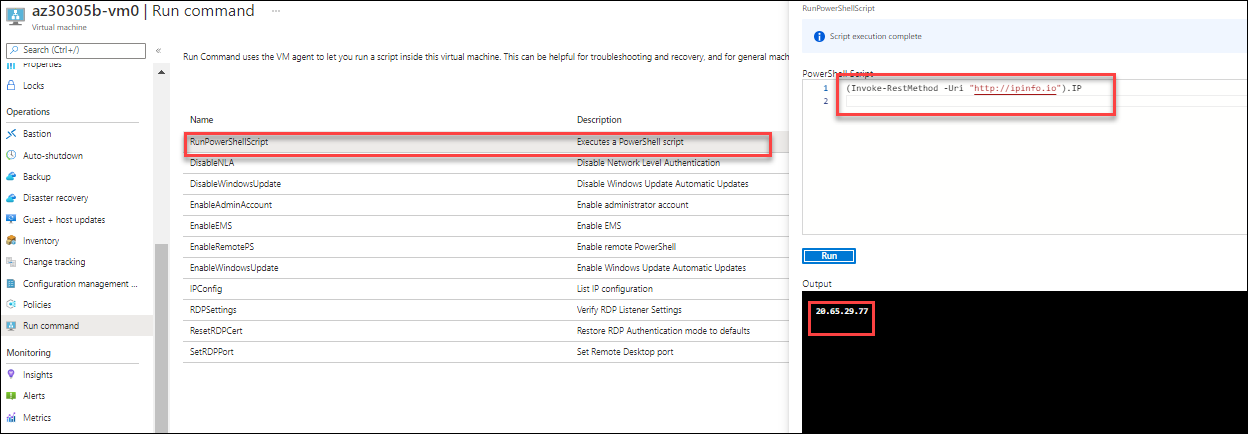 az30305b-vm0 | Run command ...
Virtual machine
Search (Ctrl+/) «
Properties
Locks
Operations
Bastion
Auto-shutdown
Backup
Disaster recovery
Guest + host updates
Inventory
Change tracking
Configuration management ...
Policies
Run command
Monitoring
Insights
Alerts
Metrics
Run Command uses the VM agent to let you run a script inside this virtual machine. This can be helpful for troubleshooting and recovery, and for general mach
Name Description
RunPowerShellScript Executes a PowerShell script
DisableNLA Disable Network Level Authentication
DisableWindowsUpdate Disable Windows Update Automatic Updates
EnableAdminAccount Enable administrator account
EnableEMS Enable EMS
EnableRemotePS Enable remote PowerShell
EnableWindowsUpdate Enable Windows Update Automatic Updates
IPConfig List IP configuration
RDPSettings Verify RDP Listener Settings
ResetRDPCert Restore RDP Authentication mode to defaults
SetRDPPort Set Remote Desktop port
RunPowerShellScript
Script execution complete
PowerShell Script
1 (Invoke-RestMethod -Uri "http://ipinfo.io").IP
2
Run
Output
20.65.29.77